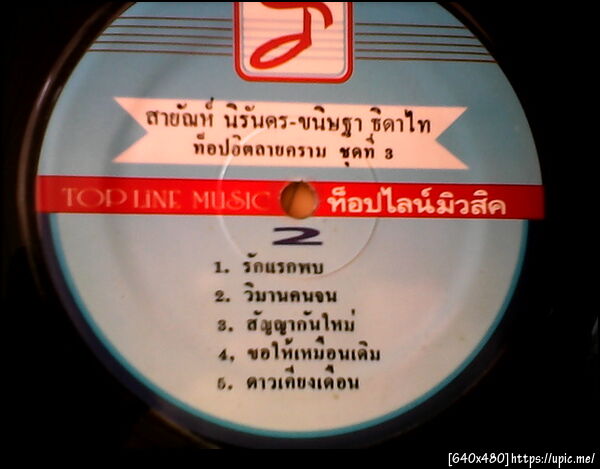 สายัณห์ นิรันดร-ขนิษฐา ธิดาไท
ท็อปฮิตลายคราม ชุดที่ 3
TOP LINE MUSIC ท็อปไลน์มิวสิค
2
1. รักแรกพบ
2. วิมานคนจน
3. สัญญากันใหม่
4, ขอให้เหมือนเดิม
5. ดาวเคียงเดือน
[640x480]https://upic.me/